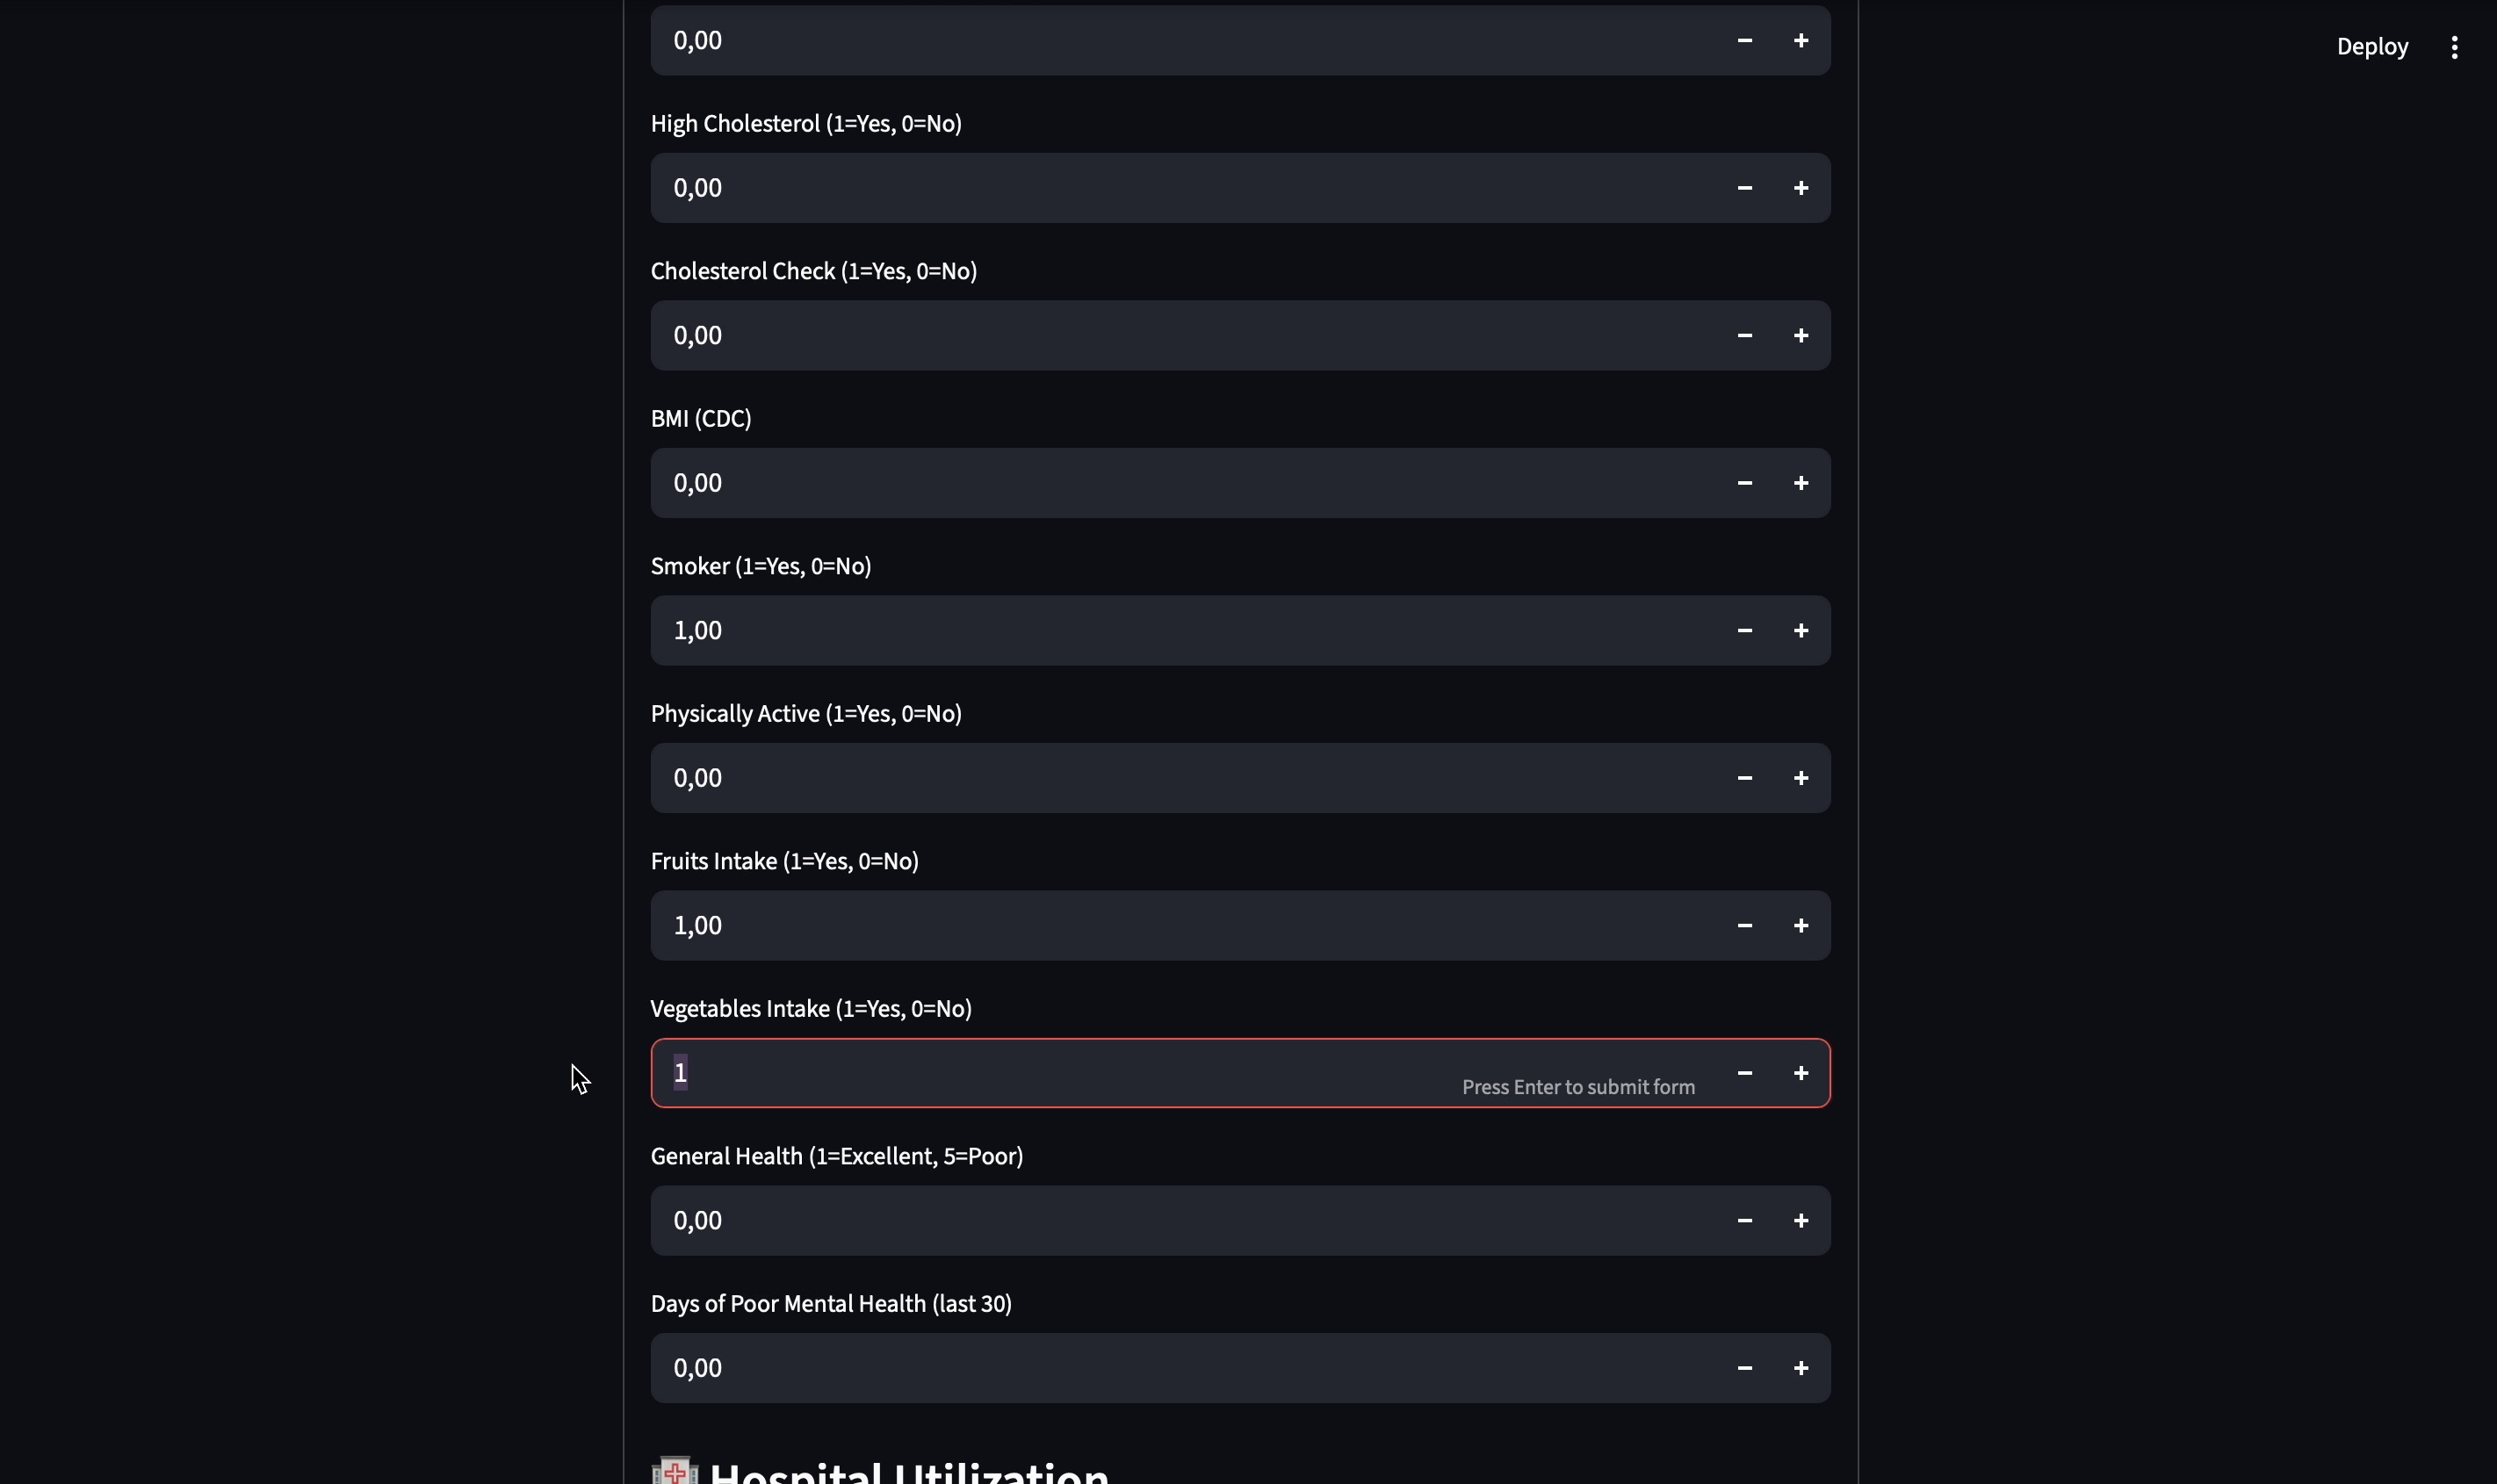 0,00
Deploy
High Cholesterol (1=Yes, 0=No)
0,00
Cholesterol Check (1=Yes, 0=No)
0,00
BMI (CDC)
0,00
Smoker (1=Yes, 0=No)
1,00
Physically Active (1=Yes, 0=No)
0,00
Fruits Intake (1=Yes, 0=No)
1,00
Vegetables Intake (1=Yes, 0=No)
1
Press Enter to submit form
General Health (1=Excellent, 5=Poor)
0,00
Days of Poor Mental Health (last 30)
0,00
Hospital Utilization